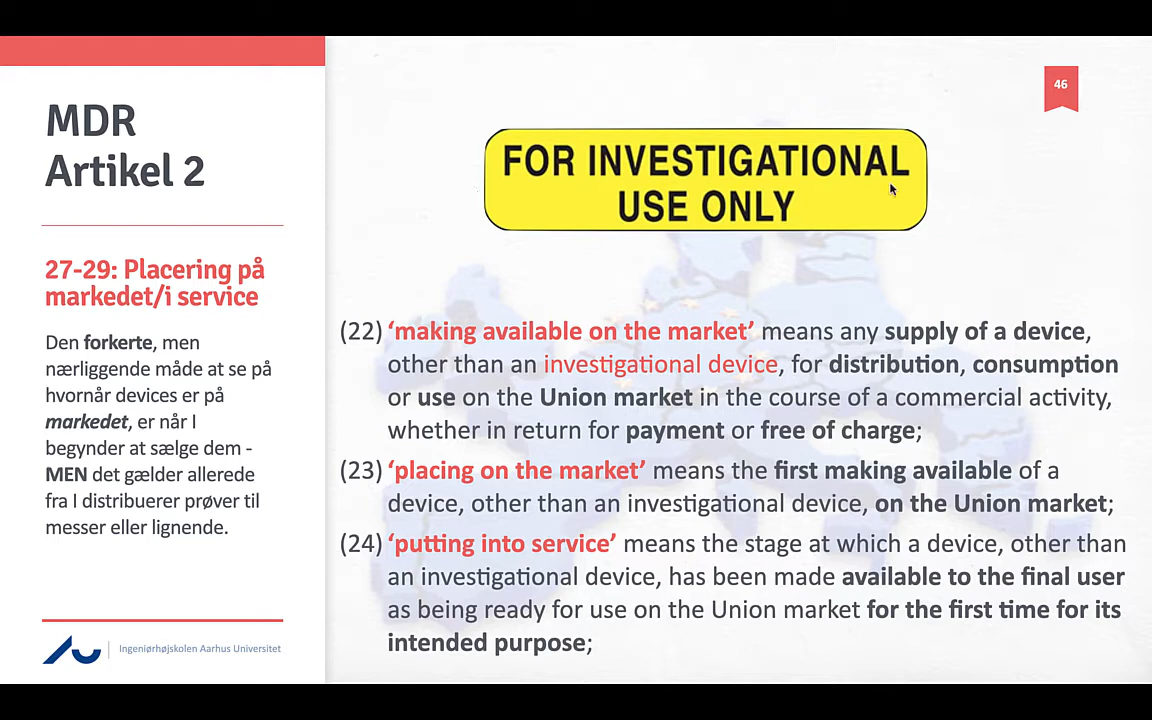 MDR
Artikel 2
27-29: Placering på
markedet/i service
Den forkerte, men
nærliggende måde at se på
hvornår devices er på
markedet, er når I
begynder at sælge dem -
MEN det gælder allerede
fra I distribuerer prøver til
messer eller lignende.
Ingeniørhøjskolen Aarhus Universitet
46
FOR INVESTIGATIONAL
USE ONLY
(22) ‘making available on the market’ means any supply of a device,
other than an investigational device, for distribution, consumption
or use on the Union market in the course of a commercial activity,
whether in return for payment or free of charge;
(23) ‘placing on the market’ means the first making available of a
device, other than an investigational device, on the Union market;
(24) ‘putting into service’ means the stage at which a device, other than
an investigational device, has been made available to the final user
as being ready for use on the Union market for the first time for its
intended purpose;